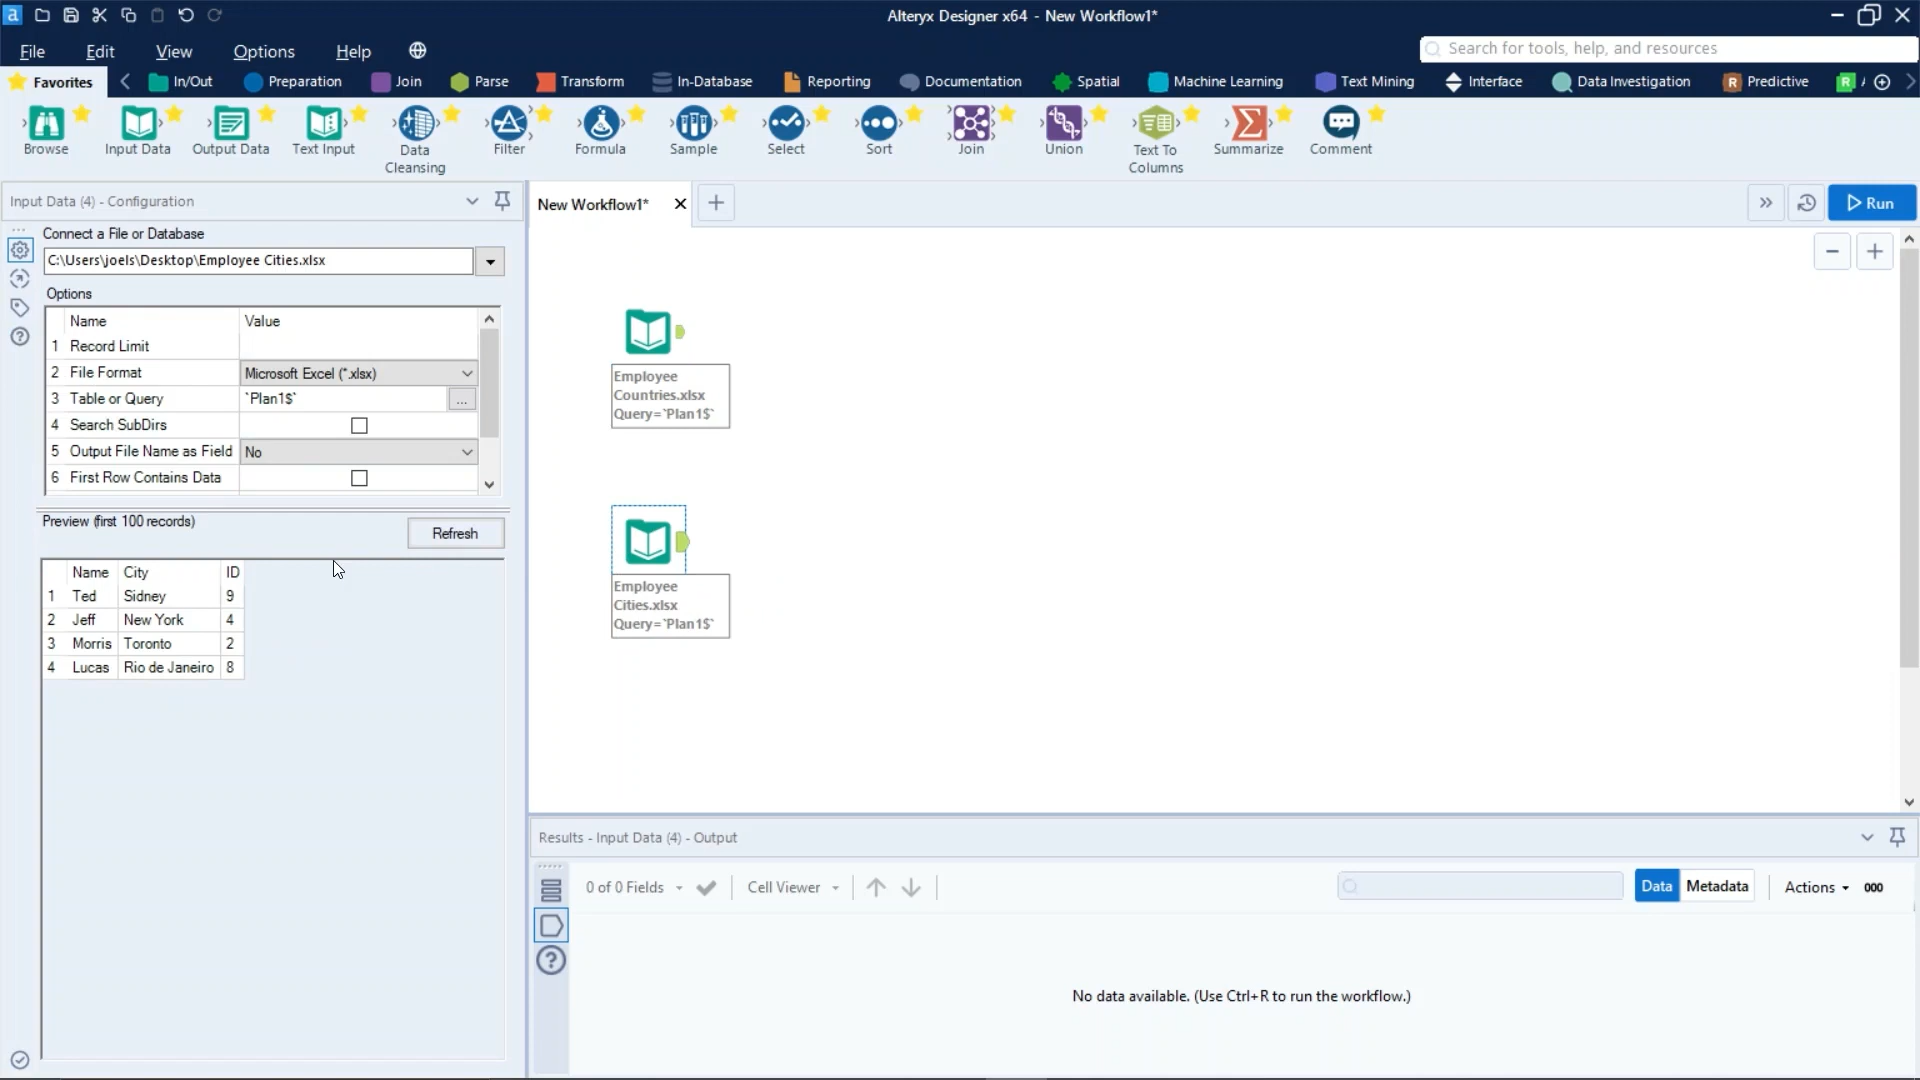 a
Alteryx Designer x64 - New Workflow1*
File Edit View Options Help
Search for tools, help, and resources
Favorites In/Out Preparation Join Parse Transform In-Database Reporting Documentation Spatial Machine Learning Text Mining Interface Data Investigation R Predictive R
Browse Input Data Output Data Text Input Data Cleansing Filter Formula Sample Select Sort Join Union Text To Columns Summarize Comment
Input Data (4) - Configuration
New Workflow1*
Run
Connect a File or Database
C:\Users\joels\Desktop\Employee Cities.xlsx
Options
Name Value
1 Record Limit
2 File Format Microsoft Excel (*.xlsx)
3 Table or Query `Plan1$` ...
4 Search SubDirs
5 Output File Name as Field No
6 First Row Contains Data
Preview (first 100 records)
Refresh
Name City ID
1 Ted Sidney 9
2 Jeff New York 4
3 Morris Toronto 2
4 Lucas Rio de Janeiro 8
Employee
Countries.xlsx
Query=`Plan1$`
Employee
Cities.xlsx
Query=`Plan1$`
Results - Input Data (4) - Output
0 of 0 Fields Cell Viewer Data Metadata Actions 000
No data available. (Use Ctrl+R to run the workflow.)